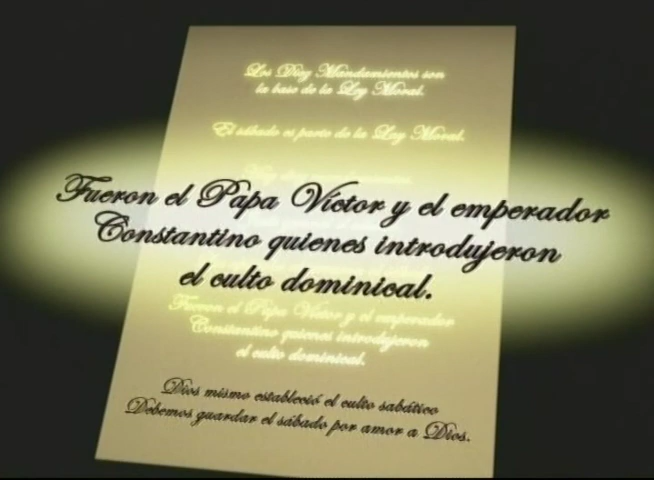 Los Diez Mandamientos son
la base de la Ley Moral.
El sábado es parte de la Ley Moral.
Fueron el Papa Víctor y el emperador
Constantino quienes introdujeron
el culto dominical.
Fueron el Papa Víctor y el emperador
Constantino quienes introdujeron
el culto dominical.
Dios mismo estableció el culto sabático
Debemos guardar el sábado por amor a Dios.